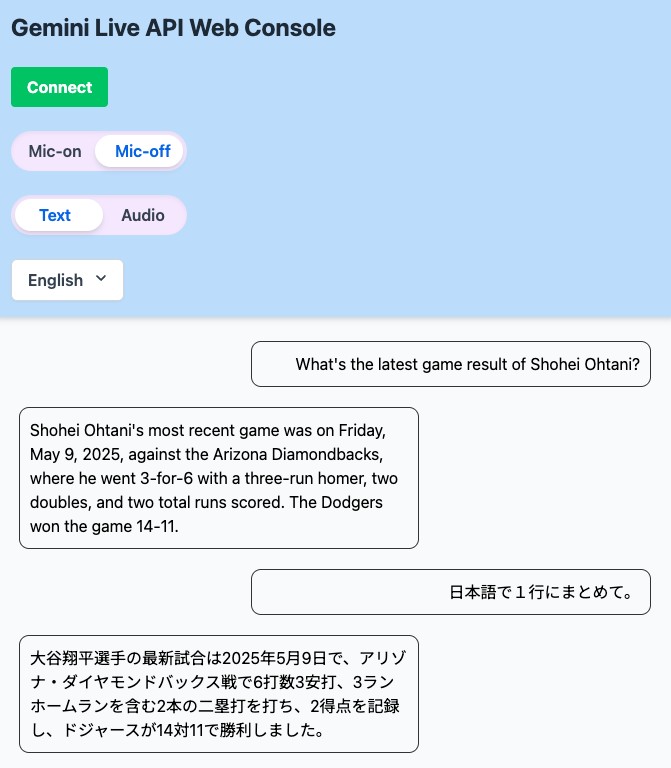 Gemini Live API Web Console
Connect
Mic-on Mic-off
Text Audio
English
What's the latest game result of Shohei Ohtani?
Shohei Ohtani's most recent game was on Friday,
May 9, 2025, against the Arizona Diamondbacks,
where he went 3-for-6 with a three-run homer, two
doubles, and two total runs scored. The Dodgers
won the game 14-11.
日本語で１行にまとめて。
大谷翔平選手の最新試合は2025年5月9日で、アリゾ
ナ・ダイヤモンドバックス戦で6打数3安打、3ラン
ホームランを含む2本の二塁打を打ち、2得点を記録
し、ドジャースが14対11で勝利しました。